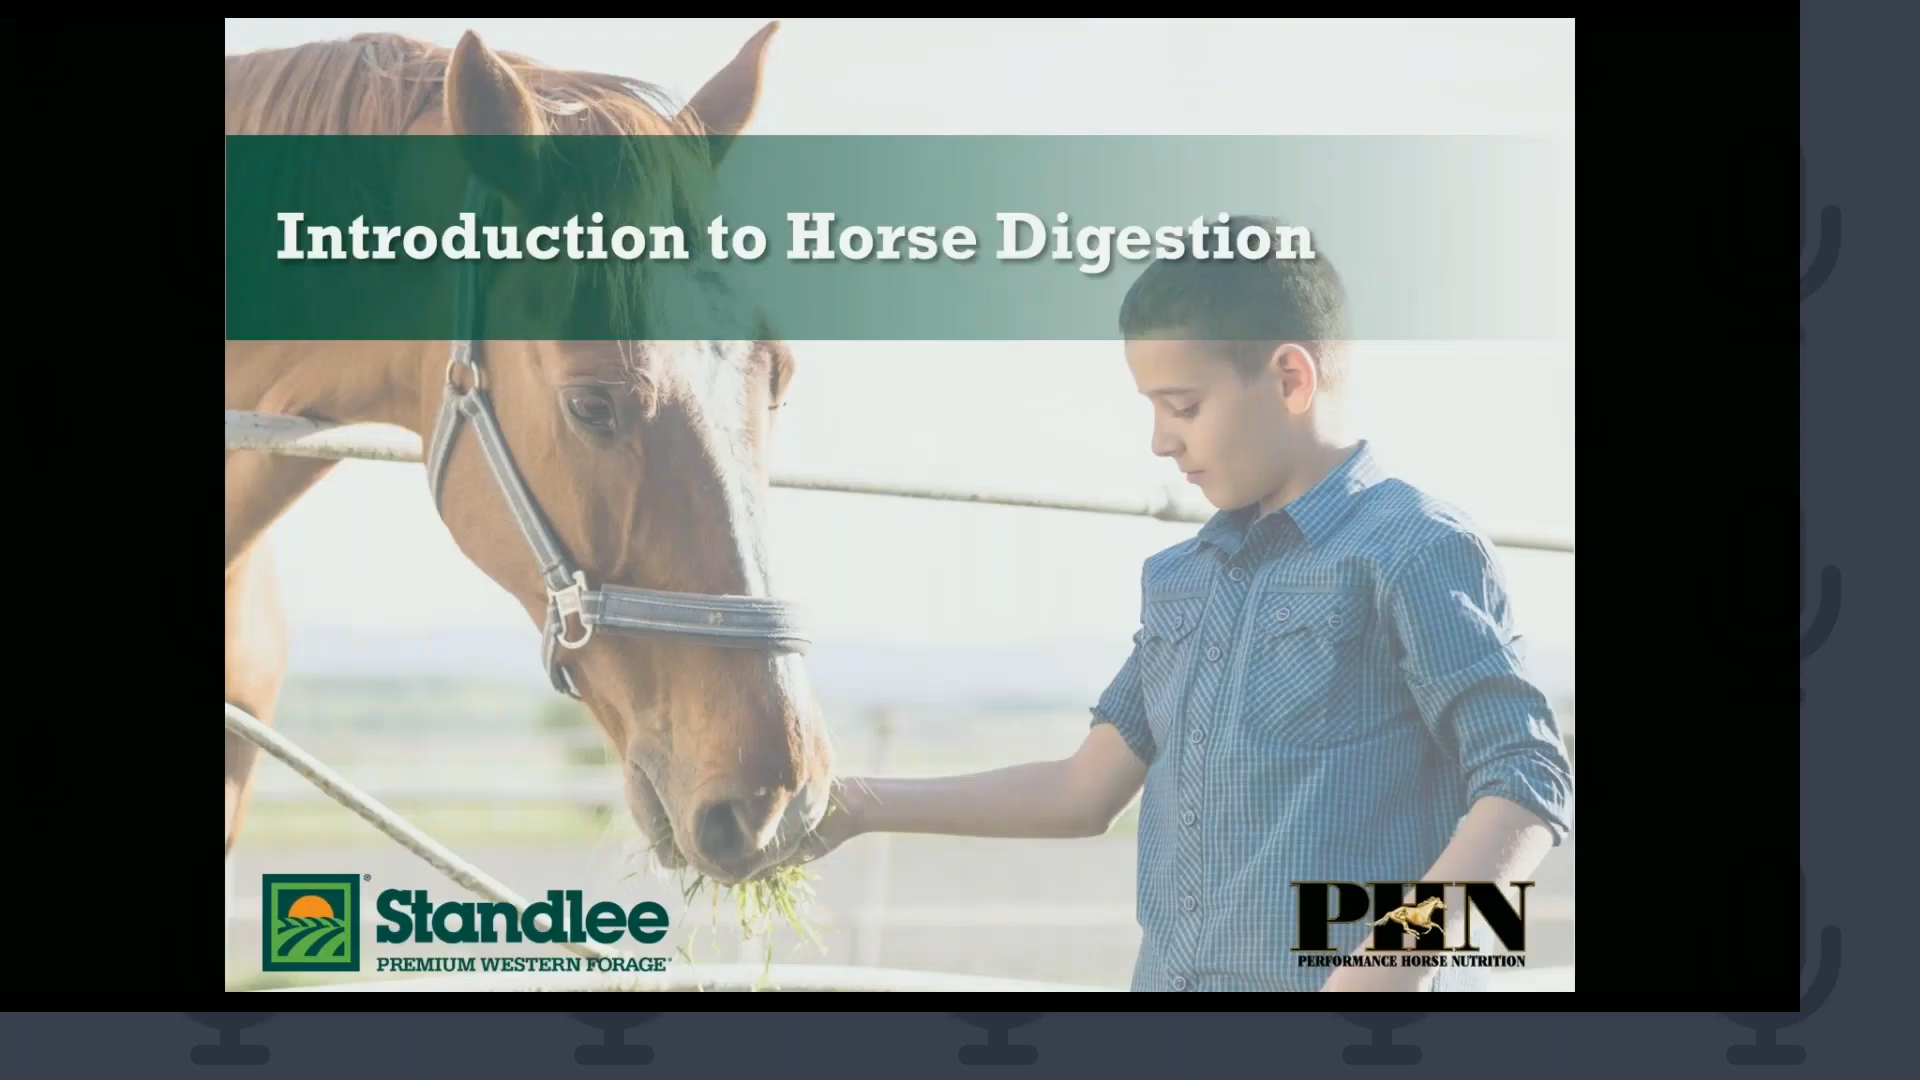 Introduction to Horse Digestion
Standlee®
PREMIUM WESTERN FORAGE®
PHN
PERFORMANCE HORSE NUTRITION